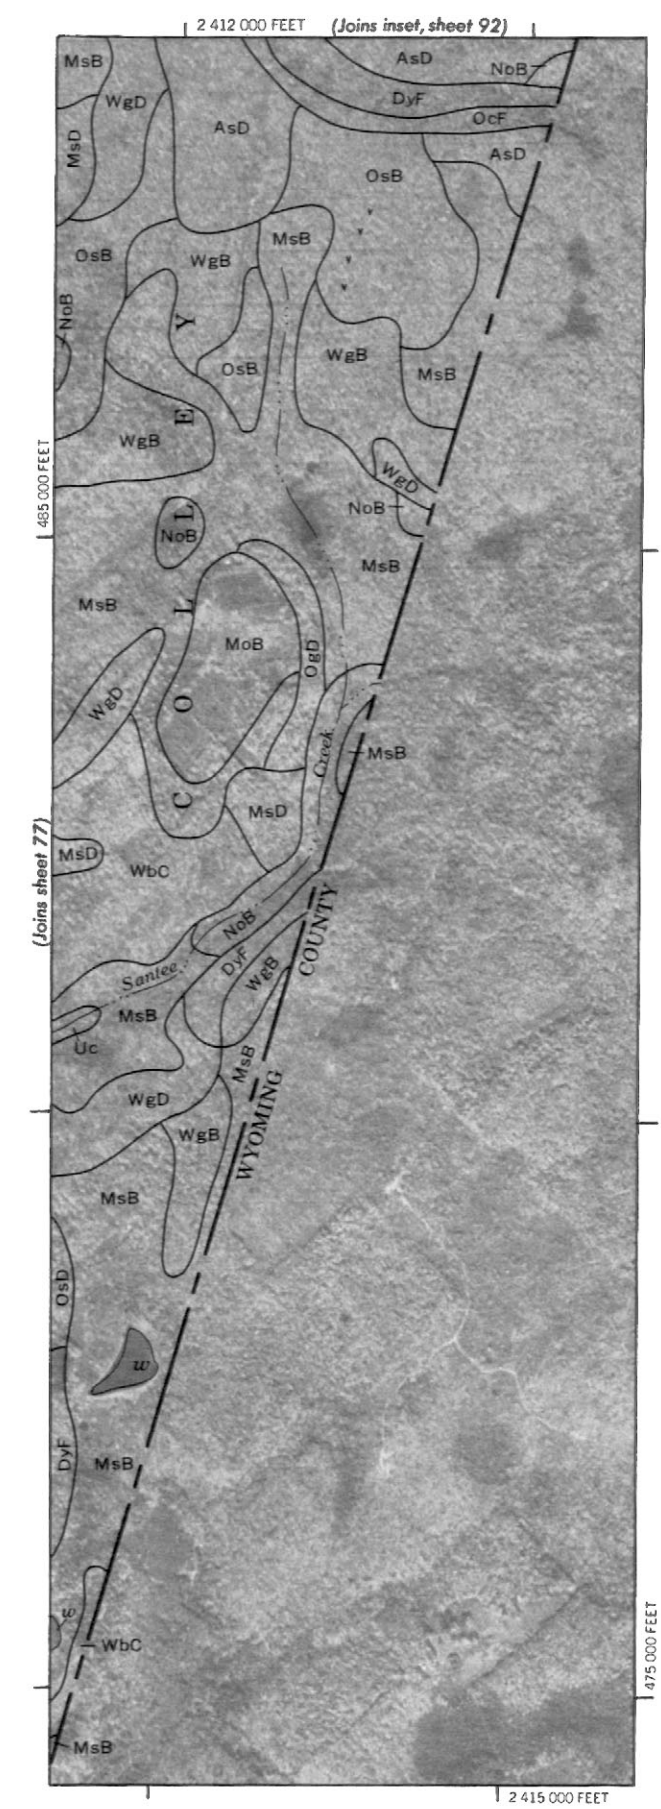 2 412 000 FEET
(Joins inset, sheet 92)
MsB
AsD
NoB
WgD
DyF
OcF
AsD
MsD
AsD
OsB
MsB
OsB
WgB
NoB
Y
WgB
OsB
MsB
E
WgB
WgD
485 000 FEET
L
NoB
NoB
MsB
MsB
L
MoB
OgD
WgD
O
Creek
MsB
C
MsD
MsD
WbC
(Joins sheet 77)
NoB
COUNTY
DyF
WgB
Santee
MsB
Uc
MsB
WgD
WYOMING
WgB
MsB
OsD
w
DyF
MsB
w
WbC
475 000 FEET
MsB
2 415 000 FEET